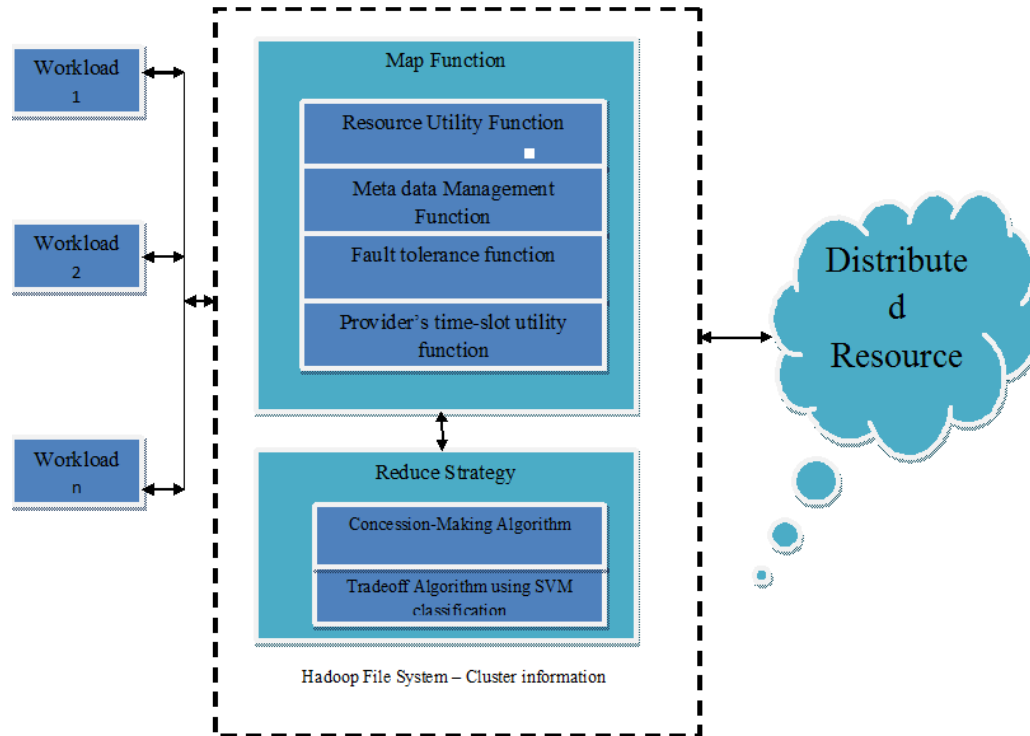 Workload
1
Workload
2
Workload
n
Map Function
Resource Utility Function
Meta data Management
Function
Fault tolerance function
Provider’s time-slot utility
function
Reduce Strategy
Concession-Making Algorithm
Tradeoff Algorithm using SVM
classification
Hadoop File System – Cluster information
Distribute
d
Resource